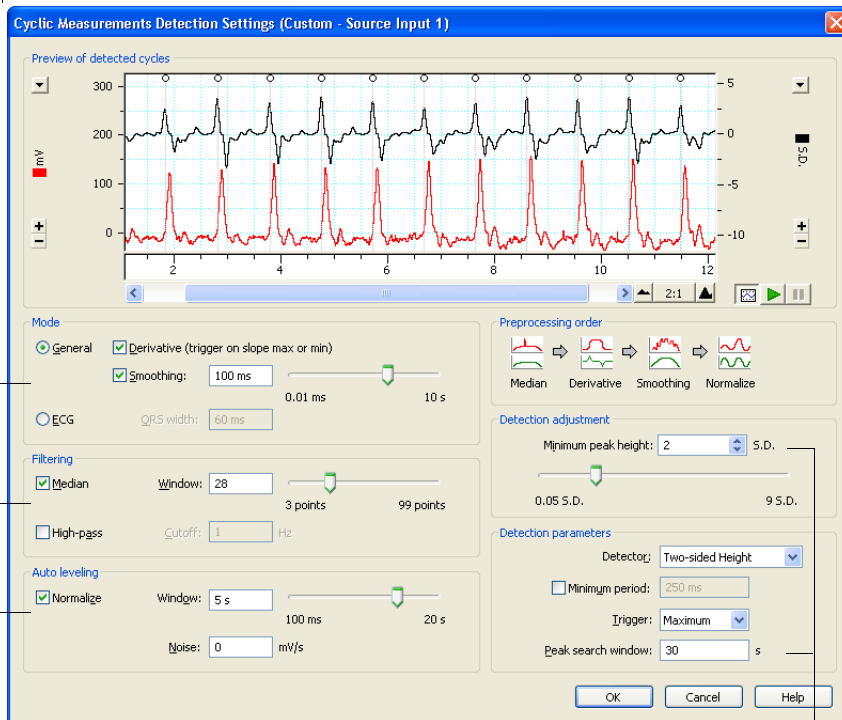 Cyclic Measurements Detection Settings (Custom - Source Input 1)
Preview of detected cycles
300
200
100
0
mV
5
0
-5
-10
S.D.
+
-
+
-
2
4
6
8
10
12
2:1
Mode
General
Derivative (trigger on slope max or min)
Smoothing: 100 ms
0.01 ms 10 s
ECG
QRS width: 60 ms
Filtering
Median
Window: 28
3 points 99 points
High-pass
Cutoff: 1 Hz
Auto leveling
Normalize
Window: 5 s
100 ms 20 s
Noise: 0 mV/s
Preprocessing order
Median Derivative Smoothing Normalize
Detection adjustment
Minimum peak height: 2 S.D.
0.05 S.D. 9 S.D.
Detection parameters
Detector: Two-sided Height
Minimum period: 250 ms
Trigger: Maximum
Peak search window: 30 s
OK Cancel Help